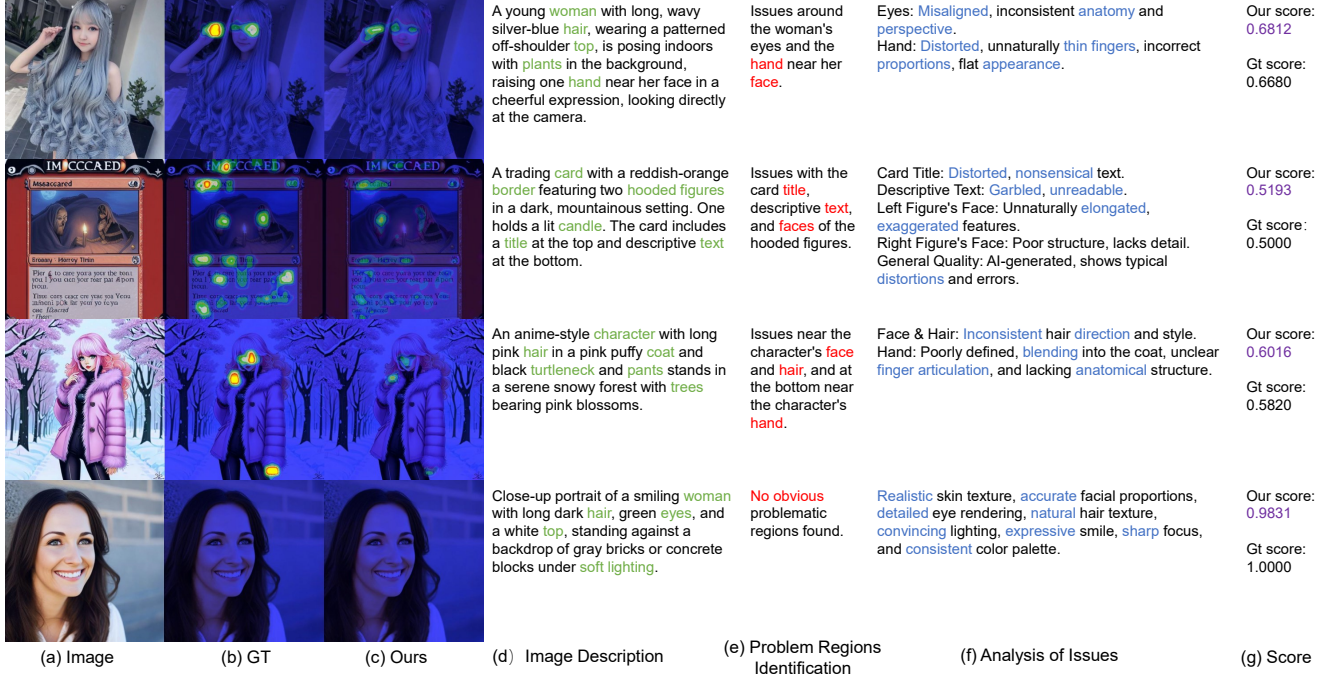 A young woman with long, wavy
silver-blue hair, wearing a patterned
off-shoulder top, is posing indoors
with plants in the background,
raising one hand near her face in a
cheerful expression, looking directly
at the camera.
Issues around
the woman's
eyes and the
hand near her
face.
Eyes: Misaligned, inconsistent anatomy and
perspective.
Hand: Distorted, unnaturally thin fingers, incorrect
proportions, flat appearance.
Our score:
0.6812
Gt score:
0.6680
IM
CCCAED
A trading card with a reddish-orange
border featuring two hooded figures
in a dark, mountainous setting. One
holds a lit candle. The card includes
a title at the top and descriptive text
at the bottom.
Issues with the
card title,
descriptive text,
and faces of the
hooded figures.
Card Title: Distorted, nonsensical text.
Descriptive Text: Garbled, unreadable.
Left Figure's Face: Unnaturally elongated,
exaggerated features.
Right Figure's Face: Poor structure, lacks detail.
General Quality: AI-generated, shows typical
distortions and errors.
Our score:
0.5193
Gt score:
0.5000
An anime-style character with long
pink hair in a pink puffy coat and
black turtleneck and pants stands in
a serene snowy forest with trees
bearing pink blossoms.
Issues near the
character's face
and hair, and at
the bottom near
the character's
hand.
Face & Hair: Inconsistent hair direction and style.
Hand: Poorly defined, blending into the coat, unclear
finger articulation, and lacking anatomical structure.
Our score:
0.6016
Gt score:
0.5820
Close-up portrait of a smiling woman
with long dark hair, green eyes, and
a white top, standing against a
backdrop of gray bricks or concrete
blocks under soft lighting.
No obvious
problematic
regions found.
Realistic skin texture, accurate facial proportions,
detailed eye rendering, natural hair texture,
convincing lighting, expressive smile, sharp focus,
and consistent color palette.
Our score:
0.9831
Gt score:
1.0000
(a) Image
(b) GT
(c) Ours
(d) Image Description
(e) Problem Regions
Identification
(f) Analysis of Issues
(g) Score